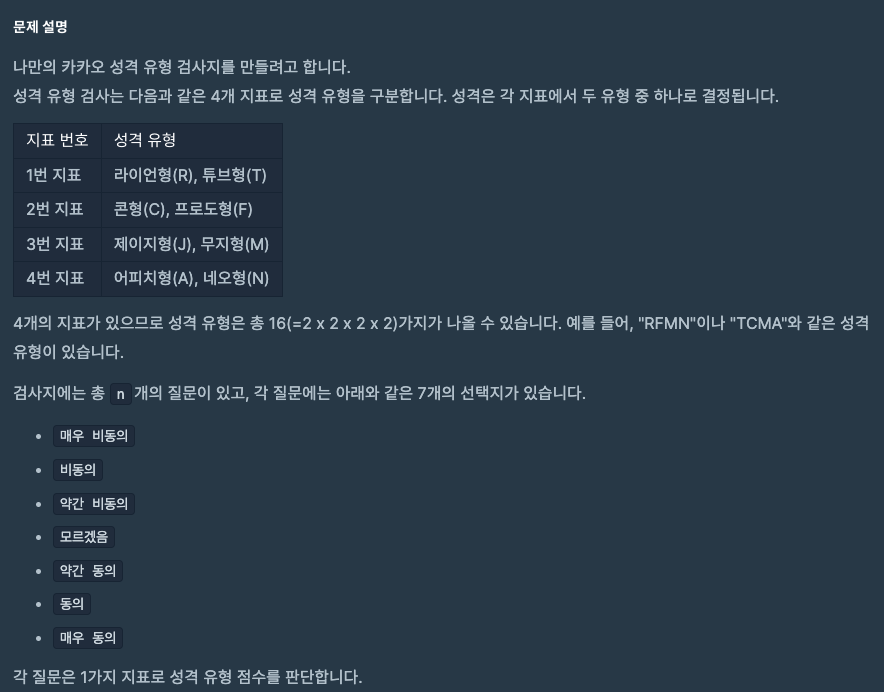 문제 설명
나만의 카카오 성격 유형 검사지를 만들려고 합니다.
성격 유형 검사는 다음과 같은 4개 지표로 성격 유형을 구분합니다. 성격은 각 지표에서 두 유형 중 하나로 결정됩니다.
지표 번호 성격 유형
1번 지표 라이언형(R), 튜브형(T)
2번 지표 콘형(C), 프로도형(F)
3번 지표 제이지형(J), 무지형(M)
4번 지표 어피치형(A), 네오형(N)
4개의 지표가 있으므로 성격 유형은 총 16(=2 x 2 x 2 x 2)가지가 나올 수 있습니다. 예를 들어, "RFMN"이나 "TCMA"와 같은 성격
유형이 있습니다.
검사지에는 총 n개의 질문이 있고, 각 질문에는 아래와 같은 7개의 선택지가 있습니다.
• 매우 비동의
• 비동의
• 약간 비동의
• 모르겠음
• 약간 동의
• 동의
• 매우 동의
각 질문은 1가지 지표로 성격 유형 점수를 판단합니다.